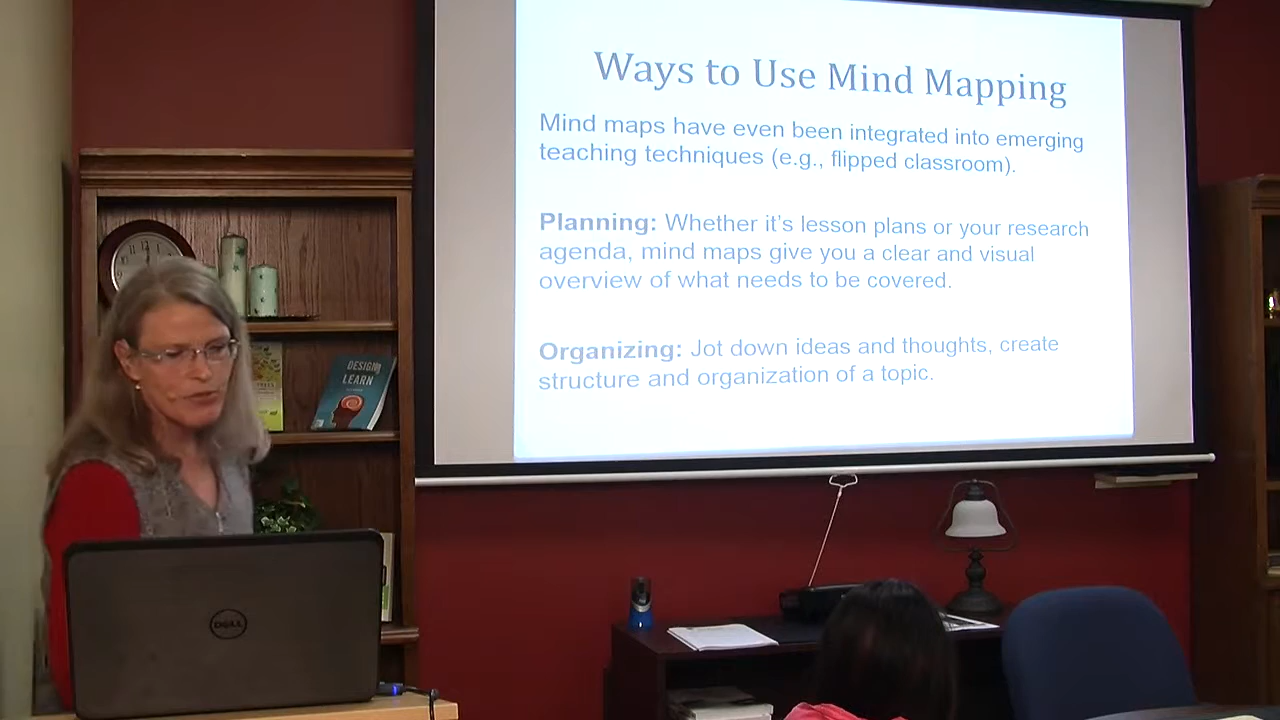 Ways to Use Mind Mapping
Mind maps have even been integrated into emerging
teaching techniques (e.g., flipped classroom).
Planning: Whether it's lesson plans or your research
agenda, mind maps give you a clear and visual
overview of what needs to be covered.
Organizing: Jot down ideas and thoughts, create
structure and organization of a topic.
DESIGN
LEARN
DELL